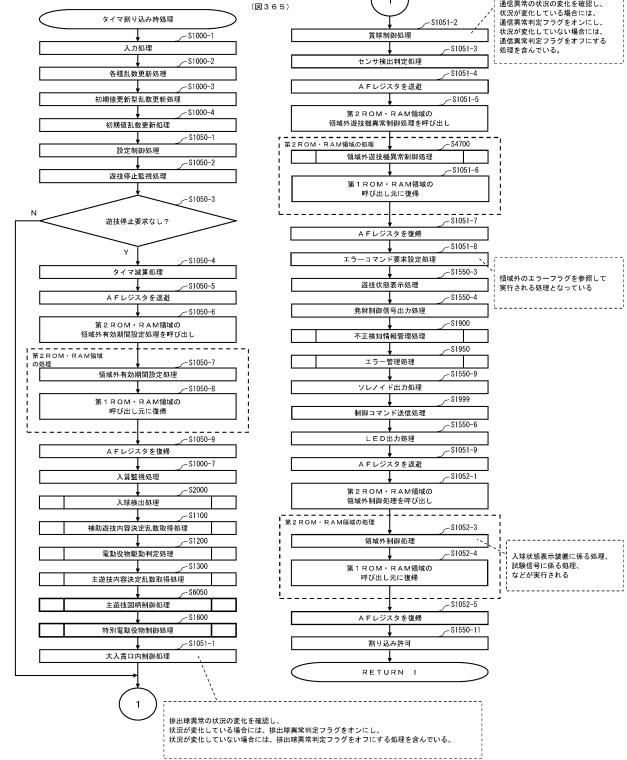 (図365)
タイマ割り込み時処理
S1000-1
入力処理
S1000-2
各種乱数更新処理
S1000-3
初期値更新型乱数更新処理
S1000-4
初期値乱数更新処理
S1050-1
設定制御処理
S1050-2
遊技停止監視処理
S1050-3
遊技停止要求なし?
N
Y
S1050-4
タイマ減算処理
S1050-5
AFレジスタを退避
S1050-6
第2ROM・RAM領域の
領域外有効期間設定処理を呼び出し
第2ROM・RAM領域
の処理
S1050-7
領域外有効期間設定処理
S1050-8
第1ROM・RAM領域の
呼び出し元に復帰
S1050-9
AFレジスタを復帰
S1000-7
入賞監視処理
S2000
入球検出処理
S1100
補助遊技内容決定乱数取得処理
S1200
電動役物駆動判定処理
S1300
主遊技内容決定乱数取得処理
S6050
主遊技図柄制御処理
S1600
特別電動役物制御処理
S1051-1
大入賞口内制御処理
1
排出球異常の状況の変化を確認し、
状況が変化している場合には、排出球異常判定フラグをオンにし、
状況が変化していない場合には、排出球異常判定フラグをオフにする処理を含んでいる。
1
通信異常の状況の変化を確認し、
状況が変化している場合には、
通信異常判定フラグをオンにし、
状況が変化していない場合には、
通信異常判定フラグをオフにする
処理を含んでいる。
S1051-2
賞球制御処理
S1051-3
センサ検出判定処理
S1051-4
AFレジスタを退避
S1051-5
第2ROM・RAM領域の
領域外遊技機異常制御処理を呼び出し
第2ROM・RAM領域の処理
S4700
領域外遊技機異常制御処理
S1051-6
第1ROM・RAM領域の
呼び出し元に復帰
S1051-7
AFレジスタを復帰
S1051-8
エラーコマンド要求設定処理
領域外のエラーフラグを参照して
実行される処理となっている
S1550-3
遊技状態表示処理
S1550-4
発射制御信号出力処理
S1900
不正検知情報管理処理
S1950
エラー管理処理
S1550-9
ソレノイド出力処理
S1999
制御コマンド送信処理
S1550-6
LED出力処理
S1051-9
AFレジスタを退避
S1052-1
第2ROM・RAM領域の
領域外制御処理を呼び出し
第2ROM・RAM領域の処理
S1052-3
領域外制御処理
入球状態表示装置に係る処理、
試験信号に係る処理、
などが実行される
S1052-4
第1ROM・RAM領域の
呼び出し元に復帰
S1052-5
AFレジスタを復帰
S1550-11
割り込み許可
RETURN I